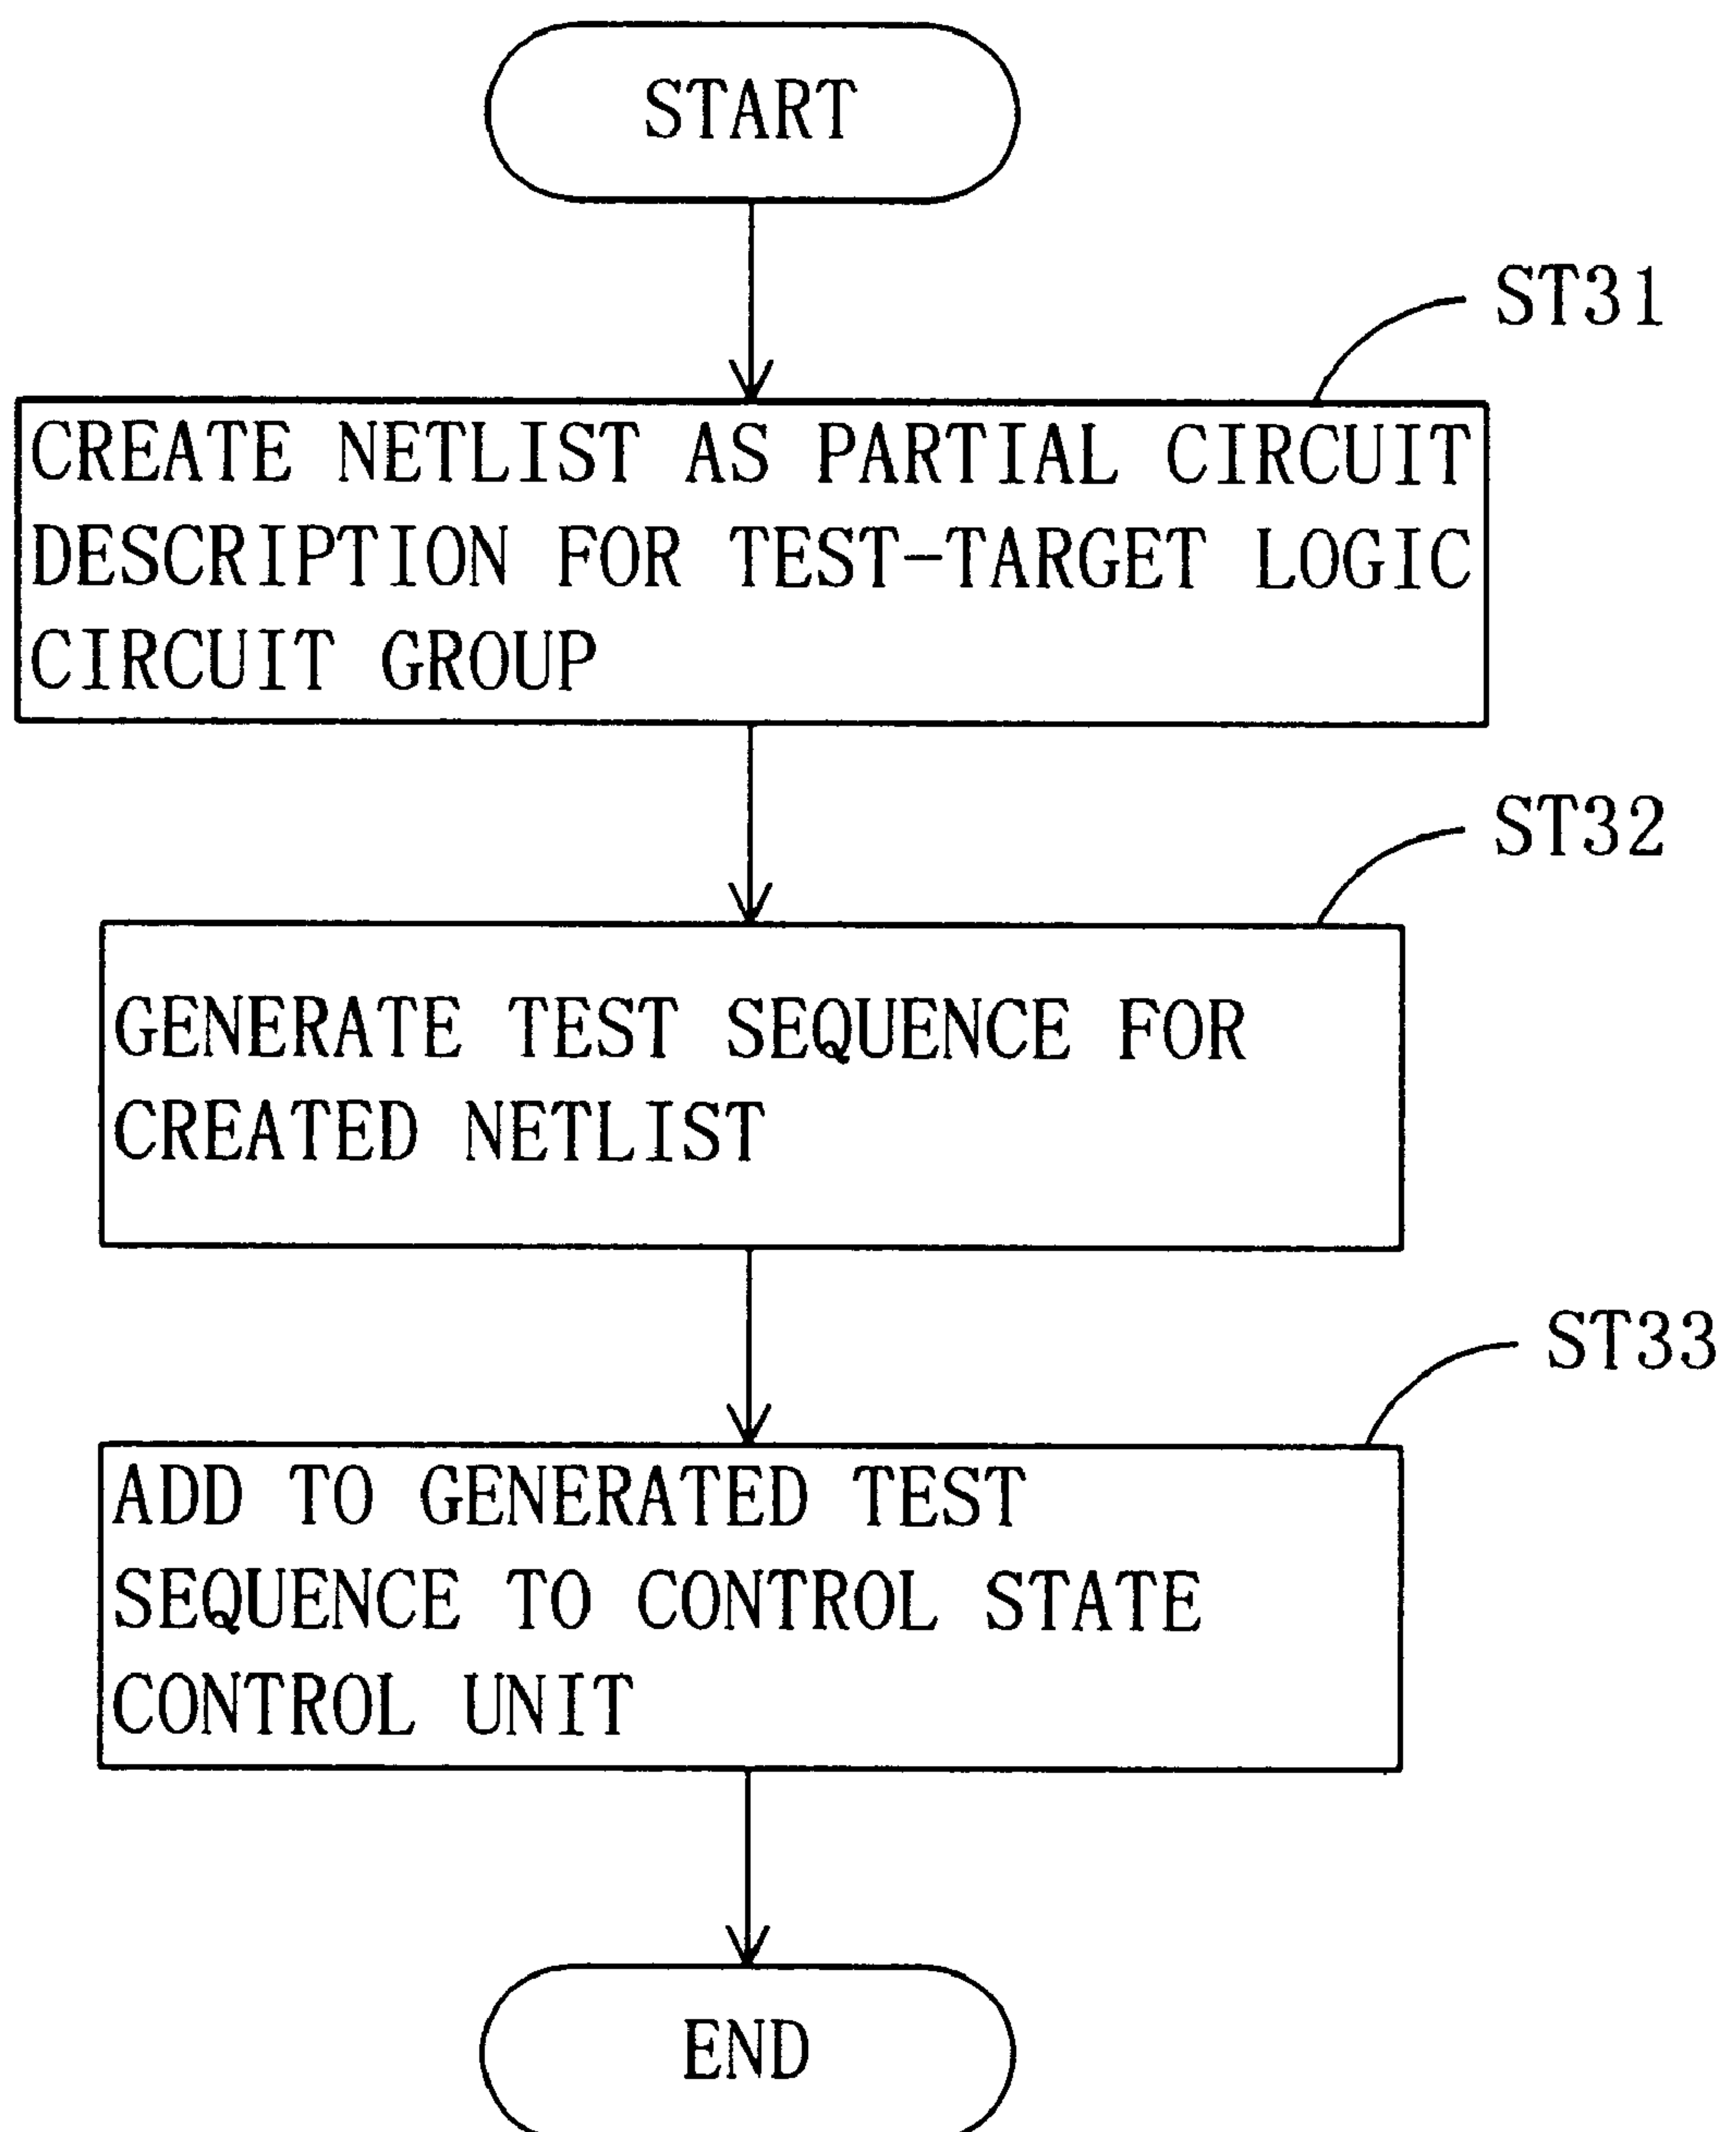 START
ST31
CREATE NETLIST AS PARTIAL CIRCUIT
DESCRIPTION FOR TEST-TARGET LOGIC
CIRCUIT GROUP
ST32
GENERATE TEST SEQUENCE FOR
CREATED NETLIST
ST33
ADD TO GENERATED TEST
SEQUENCE TO CONTROL STATE
CONTROL UNIT
END